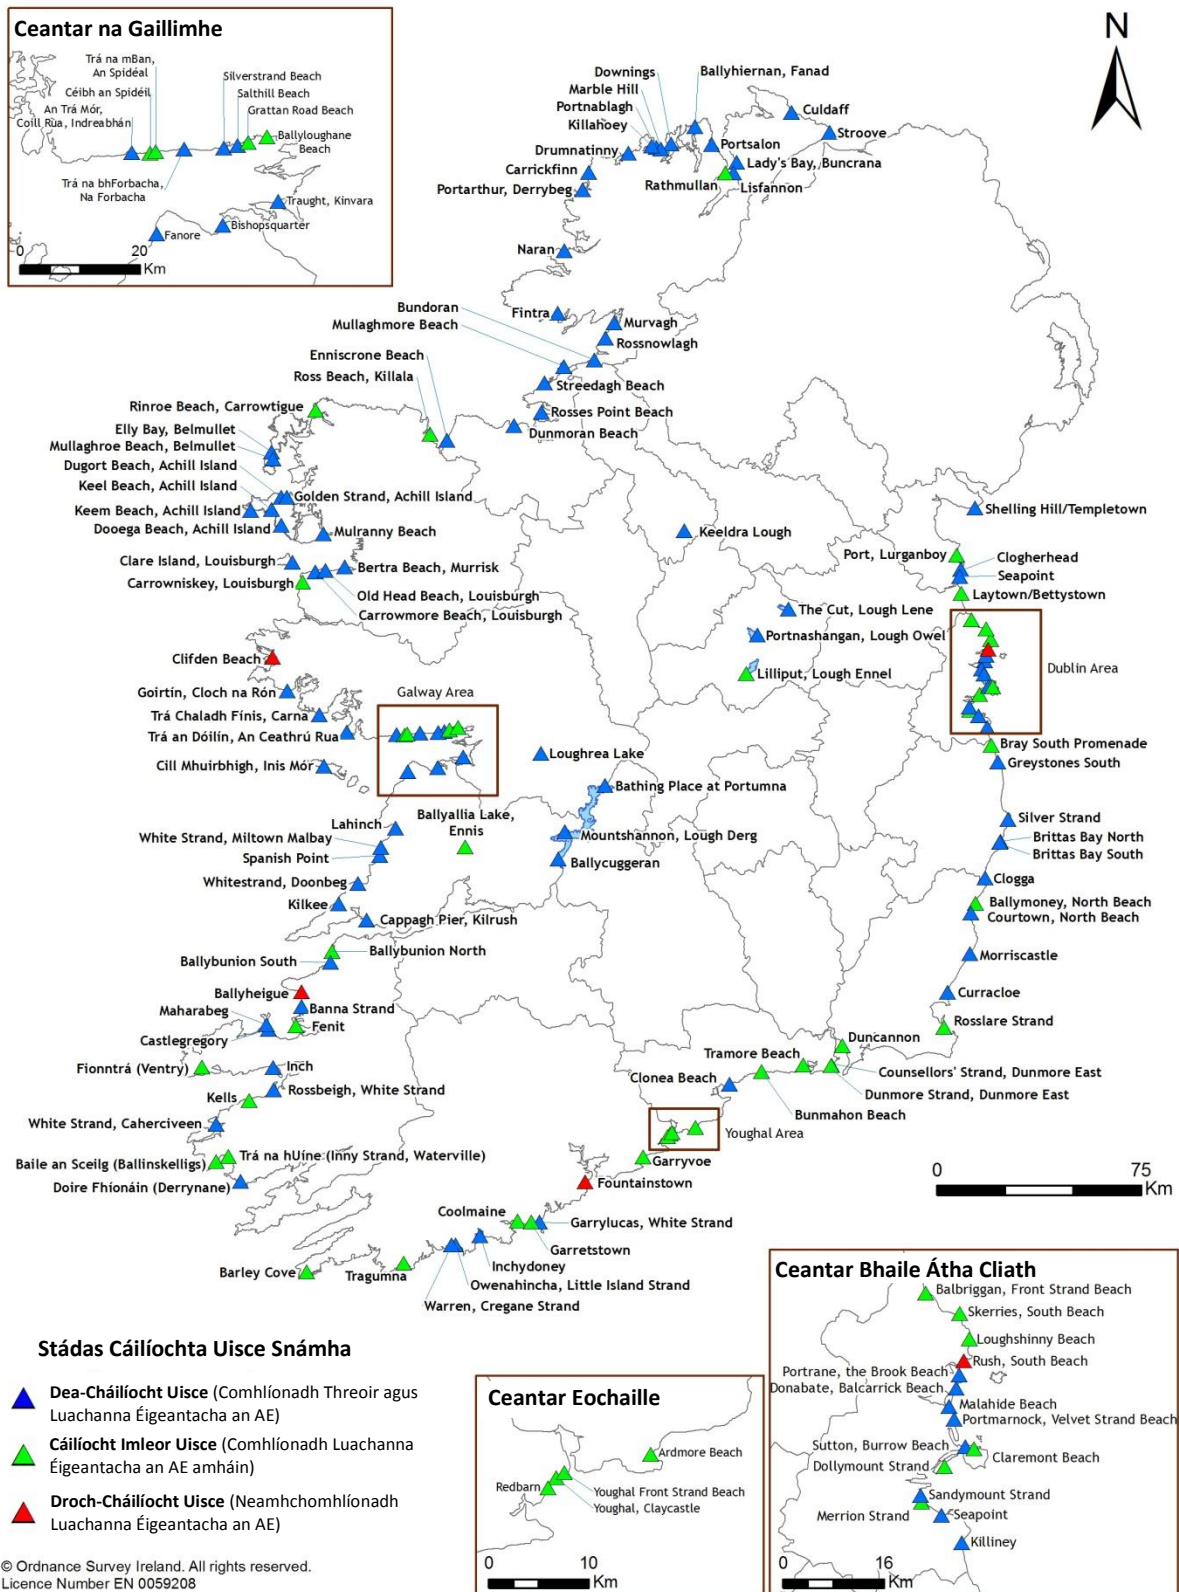 Ceantar na Gaillimhe
Trá na mBan,
An Spidéal
Céibh an Spidéil
An Trá Mór,
Coill Rùa, Indreabhán
Silverstrand Beach
Salthill Beach
Grattan Road Beach
Ballyloughane
Beach
Trá na bhForbacha,
Na Forbacha
Traught, Kinvara
Bishopsquarter
Fanore
0 20
Km
N
Downings
Marble Hill
Portnablagh
Killahoey
Drumnatinny
Carrickfinn
Portarthur, Derrybeg
Ballyhiernan, Fanad
Culdaff
Stroove
Portsalon
Lady's Bay, Buncrana
Rathmullan
Lisfannon
Naran
Fintra
Bundoran
Mullaghmore Beach
Murvagh
Rossnowlagh
Enniscrone Beach
Ross Beach, Killala
Streedagh Beach
Rosses Point Beach
Dunmoran Beach
Rinroe Beach, Carrowtigue
Elly Bay, Belmullet
Mullaghroe Beach, Belmullet
Dugort Beach, Achill Island
Keel Beach, Achill Island
Golden Strand, Achill Island
Keem Beach, Achill Island
Dooega Beach, Achill Island
Mulranny Beach
Clare Island, Louisburgh
Bertra Beach, Murrisk
Carrowniskey, Louisburgh
Old Head Beach, Louisburgh
Carrowmore Beach, Louisburgh
Keeldra Lough
Shelling Hill/Templetown
Port, Lurganboy
Clogherhead
Seapoint
Laytown/Bettystown
The Cut, Lough Lene
Portnashangan, Lough Owel
Lilliput, Lough Ennel
Dublin Area
Clifden Beach
Goirtín, Cloch na Rón
Trá Chaladh Fínis, Carna
Trá an Dóilín, An Ceathrú Rua
Cill Mhuirbhigh, Inis Mór
Galway Area
Loughrea Lake
Bathing Place at Portumna
Bray South Promenade
Greystones South
Lahinch
White Strand, Miltown Malbay
Spanish Point
Ballyallia Lake,
Ennis
Mountshannon, Lough Derg
Ballycuggeran
Silver Strand
Brittas Bay North
Brittas Bay South
Whitestrand, Doonbeg
Kilkee
Cappagh Pier, Kilrush
Clogga
Ballymoney, North Beach
Courtown, North Beach
Ballybunion North
Ballybunion South
Morriscastle
Ballyheigue
Banna Strand
Maharabeg
Fenit
Castlegregory
Curracloe
Rosslare Strand
Fionntrá (Ventry)
Inch
Rossbeigh, White Strand
Kells
White Strand, Caherciveen
Trá na hUíne (Inny Strand, Waterville)
Baile an Sceilg (Ballinskelligs)
Doire Fhíonáin (Derrynane)
Duncannon
Tramore Beach
Counsellors' Strand, Dunmore East
Clonea Beach
Dunmore Strand, Dunmore East
Bunmahon Beach
Youghal Area
Garryvoe
Fountainstown
0 75
Km
Coolmaine
Garrylucas, White Strand
Garretstown
Inchydoney
Barley Cove
Tragumna
Owenahincha, Little Island Strand
Warren, Cregane Strand
Stádas Cáilíochta Uisce Snámha
Dea-Cháilíocht Uisce (Comhlíonadh Threoir agus
Luachanna Éigeantacha an AE)
Cáilíocht Imleor Uisce (Comhlíonadh Luachanna
Éigeantacha an AE amháin)
Droch-Cháilíocht Uisce (Neamhchomhlíonadh
Luachanna Éigeantacha an AE)
© Ordnance Survey Ireland. All rights reserved.
Licence Number EN 0059208
Ceantar Eochaille
Ardmore Beach
Redbarn
Youghal Front Strand Beach
Youghal, Claycastle
0 10
Km
Ceantar Bhaile Átha Cliath
Balbriggan, Front Strand Beach
Skerries, South Beach
Loughshinny Beach
Rush, South Beach
Portrane, the Brook Beach
Donabate, Balcarrick Beach
Malahide Beach
Portmarnock, Velvet Strand Beach
Sutton, Burrow Beach
Claremont Beach
Dollymount Strand
Sandymount Strand
Merrion Strand
Seapoint
Killiney
0 16
Km